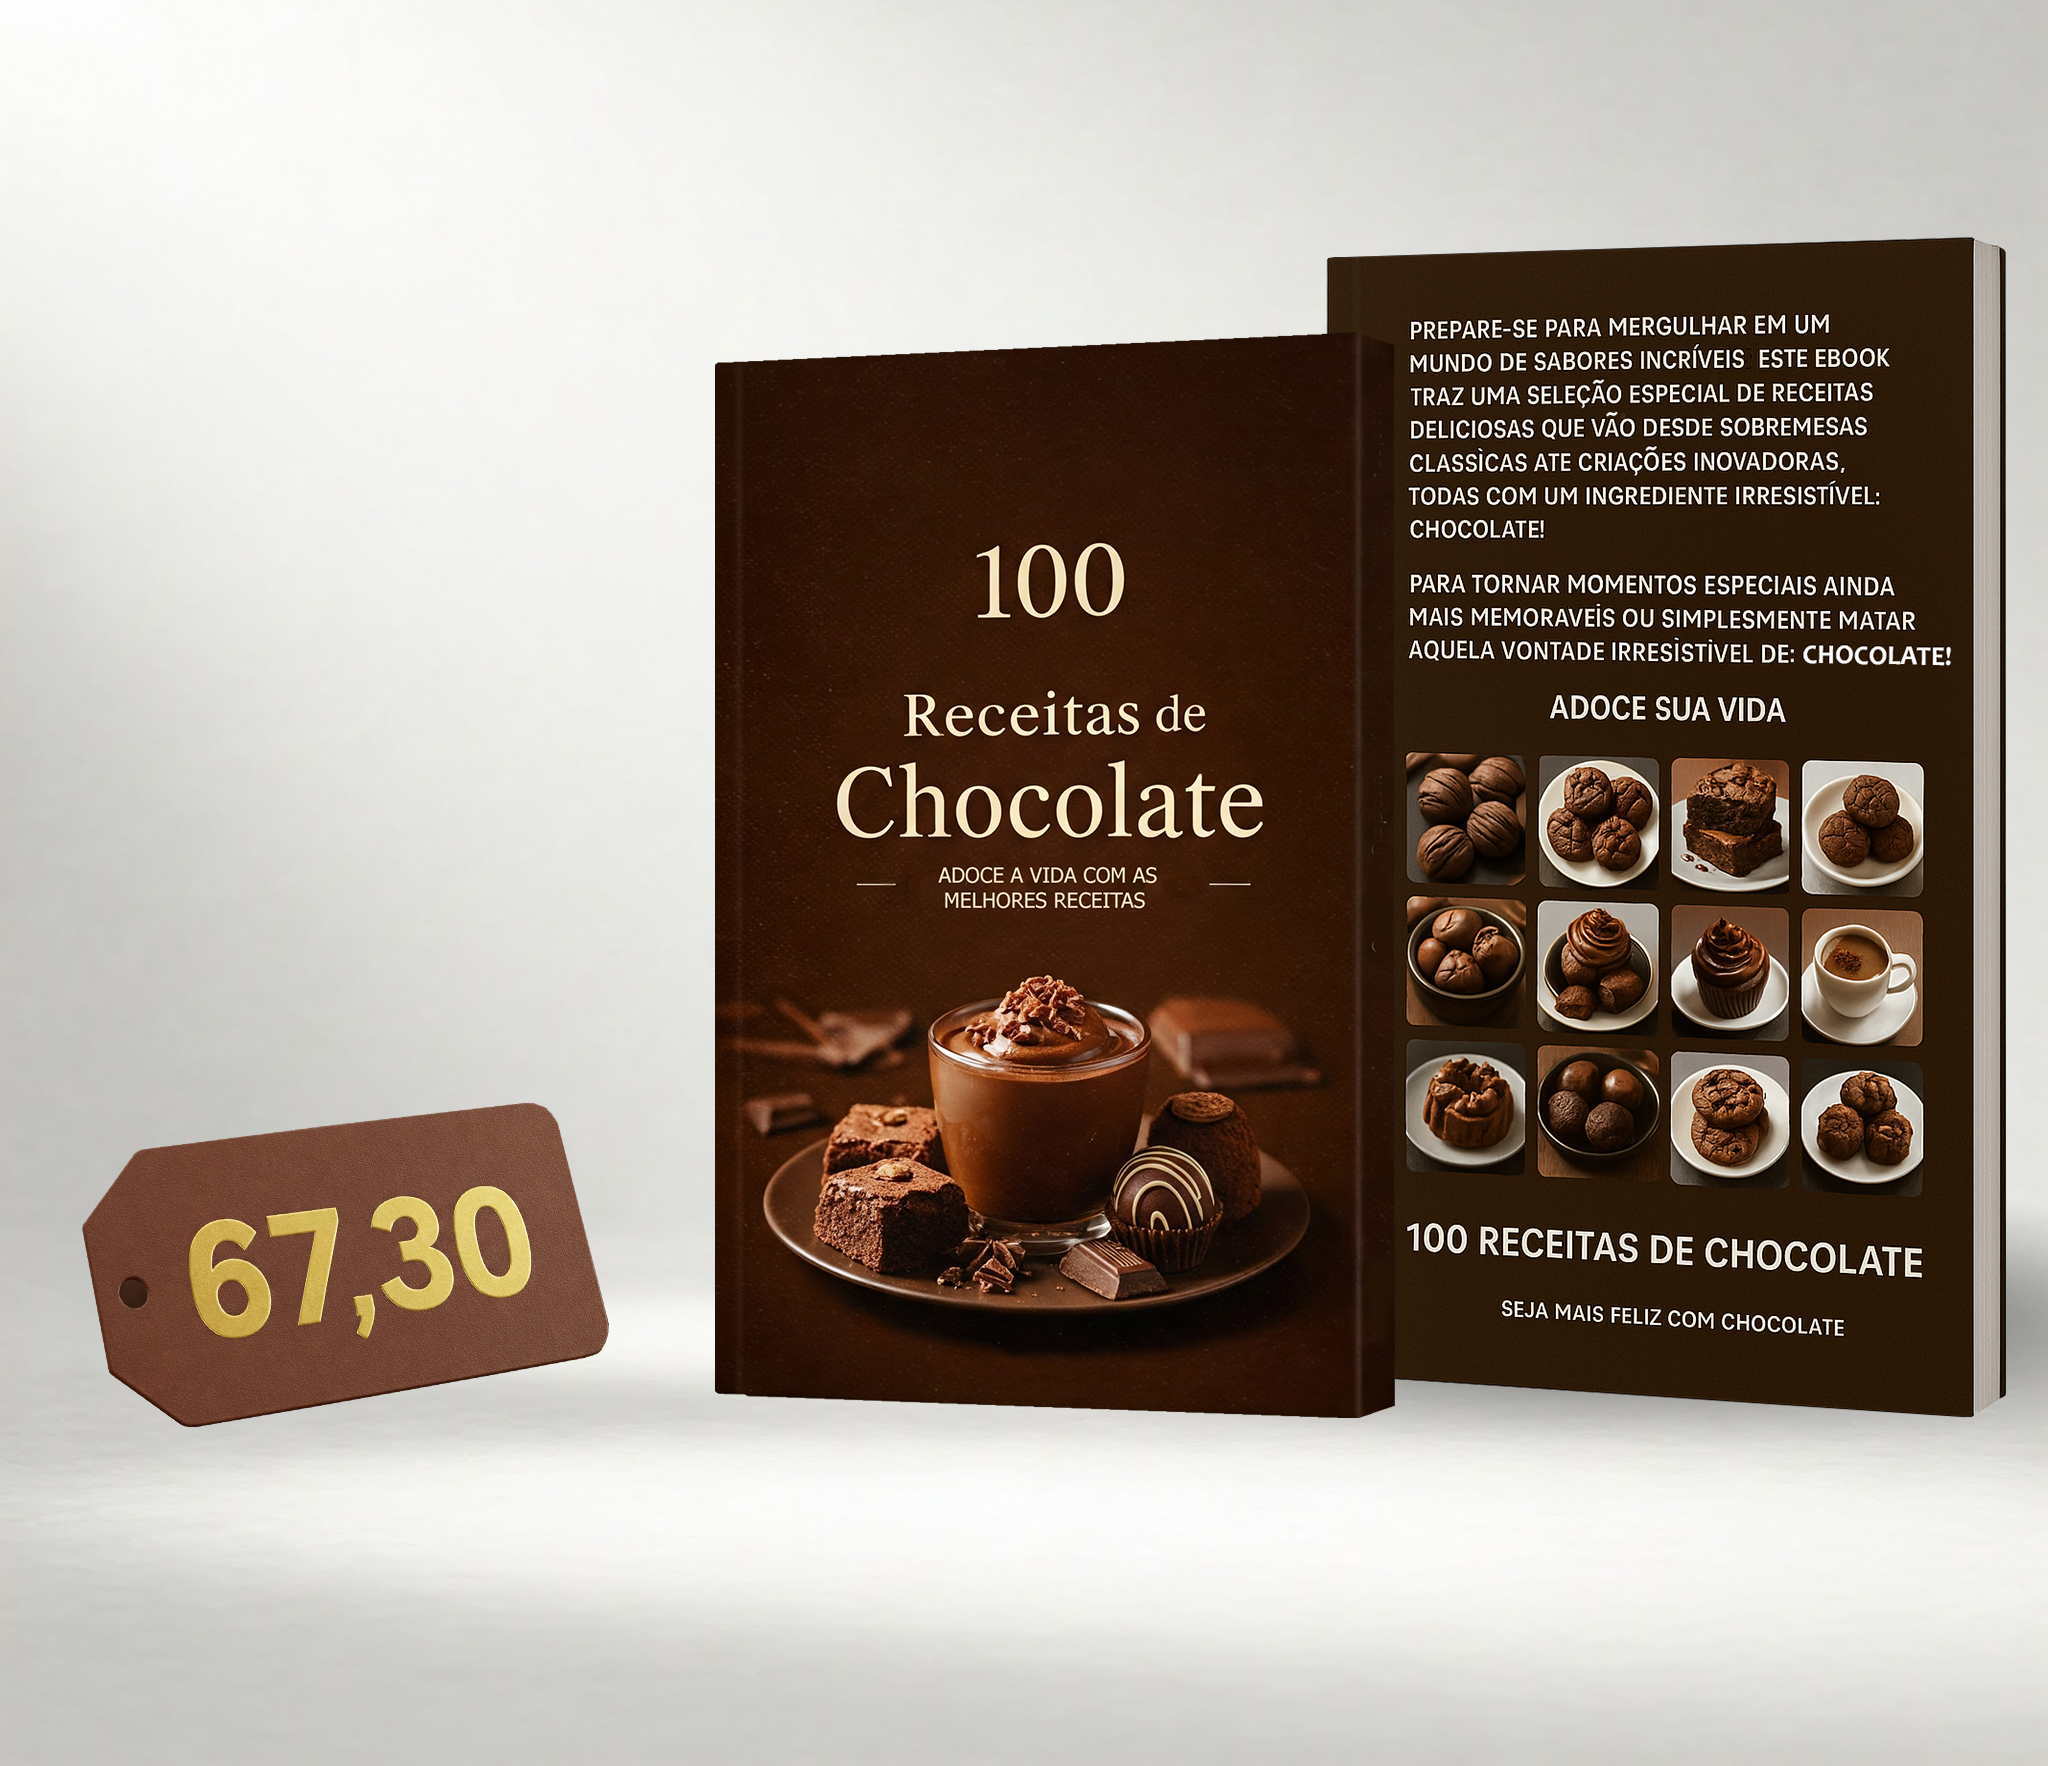 67,30
100
Receitas de
Chocolate
ADOCE A VIDA COM AS
MELHORES RECEITAS
PREPARE-SE PARA MERGULHAR EM UM
MUNDO DE SABORES INCRÍVEIS ESTE EBOOK
TRAZ UMA SELEÇÃO ESPECIAL DE RECEITAS
DELICIOSAS QUE VÃO DESDE SOBREMESAS
CLASSÌCAS ATE CRIAÇÕES INOVADORAS,
TODAS COM UM INGREDIENTE IRRESISTÍVEL:
CHOCOLATE!
PARA TORNAR MOMENTOS ESPECIAIS AINDA
MAIS MEMORAVEİS OU SIMPLESMENTE MATAR
AQUELA VONTADE IRRESÌSTİVEL DE: CHOCOLATE!
ADOCE SUA VIDA
100 RECEITAS DE CHOCOLATE
SEJA MAIS FELIZ COM CHOCOLATE